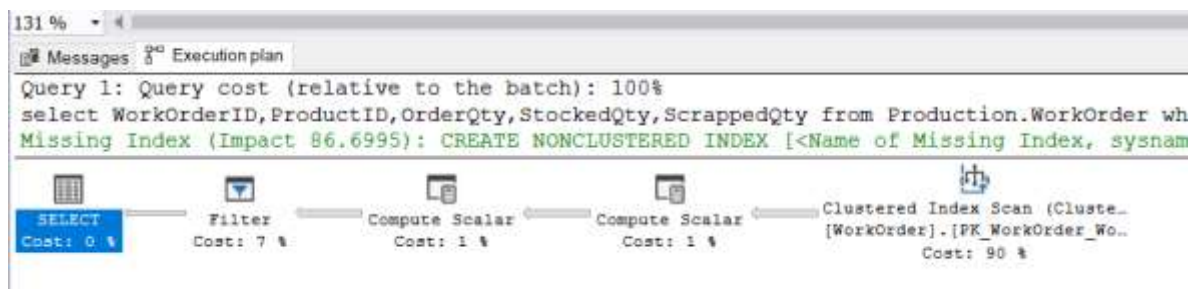 131 %
Messages Execution plan
Query 1: Query cost (relative to the batch): 100%
select WorkOrderID,ProductID,OrderQty,StockedQty,ScrappedQty from Production.WorkOrder wh
Missing Index (Impact 86.6995): CREATE NONCLUSTERED INDEX [<Name of Missing Index, sysnam
SELECT
Cost: 0 %
Filter
Cost: 7 %
Compute Scalar
Cost: 1 %
Compute Scalar
Cost: 1 %
Clustered Index Scan (Cluste…
[WorkOrder].[PK_WorkOrder_Wo…
Cost: 90 %